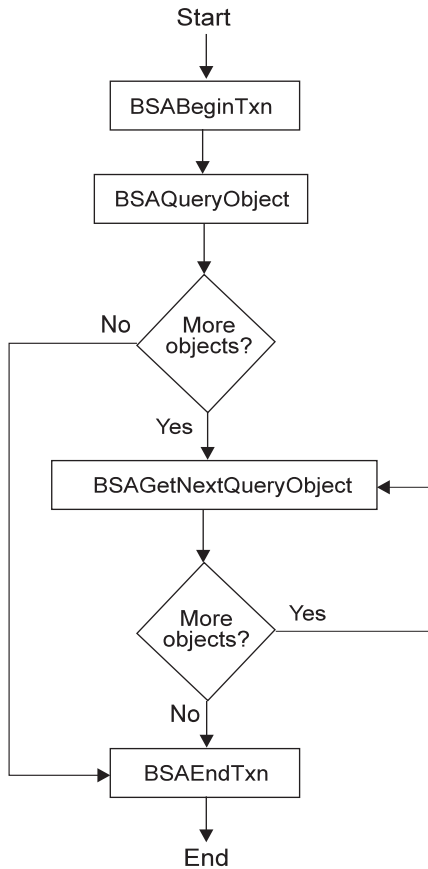 Start
BSABeginTxn
BSAQueryObject
No
More
objects?
Yes
BSAGetNextQueryObject
More
objects?
Yes
No
BSAEndTxn
End